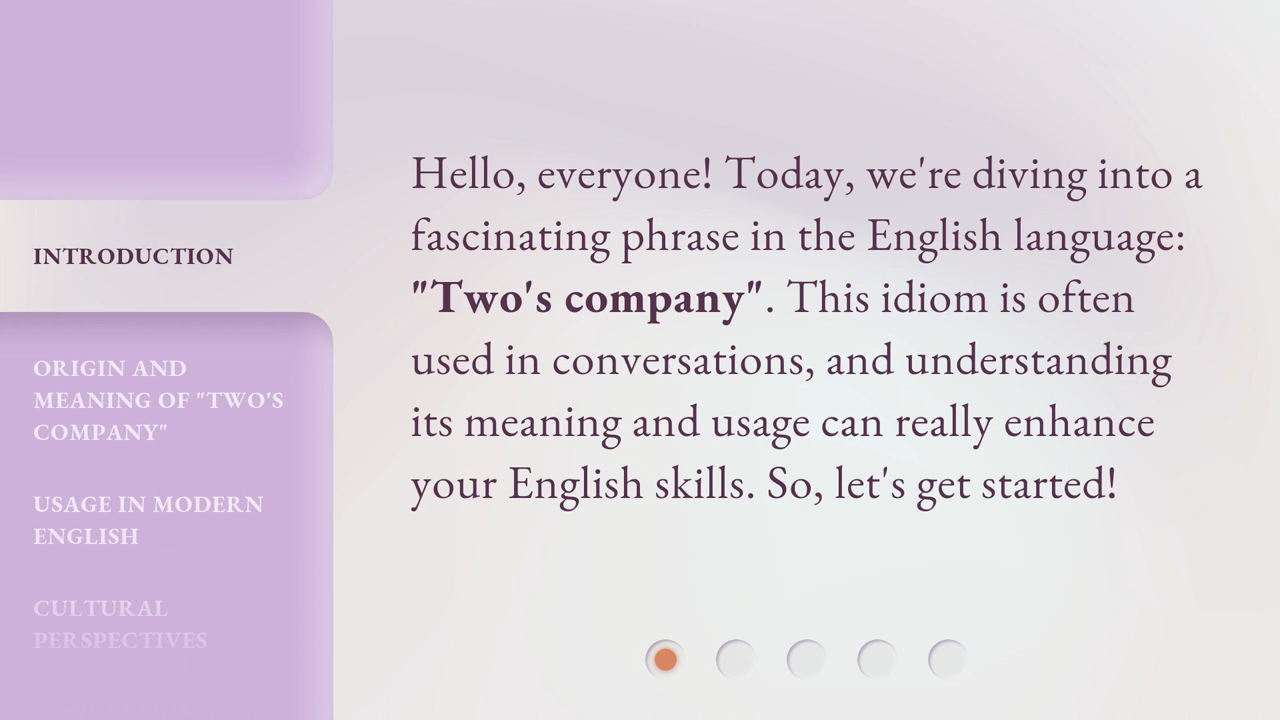 INTRODUCTION
ORIGIN AND
MEANING OF "TWO'S
COMPANY"
USAGE IN MODERN
ENGLISH
CULTURAL
PERSPECTIVES
Hello, everyone! Today, we're diving into a
fascinating phrase in the English language:
"Two's company". This idiom is often
used in conversations, and understanding
its meaning and usage can really enhance
your English skills. So, let's get started!